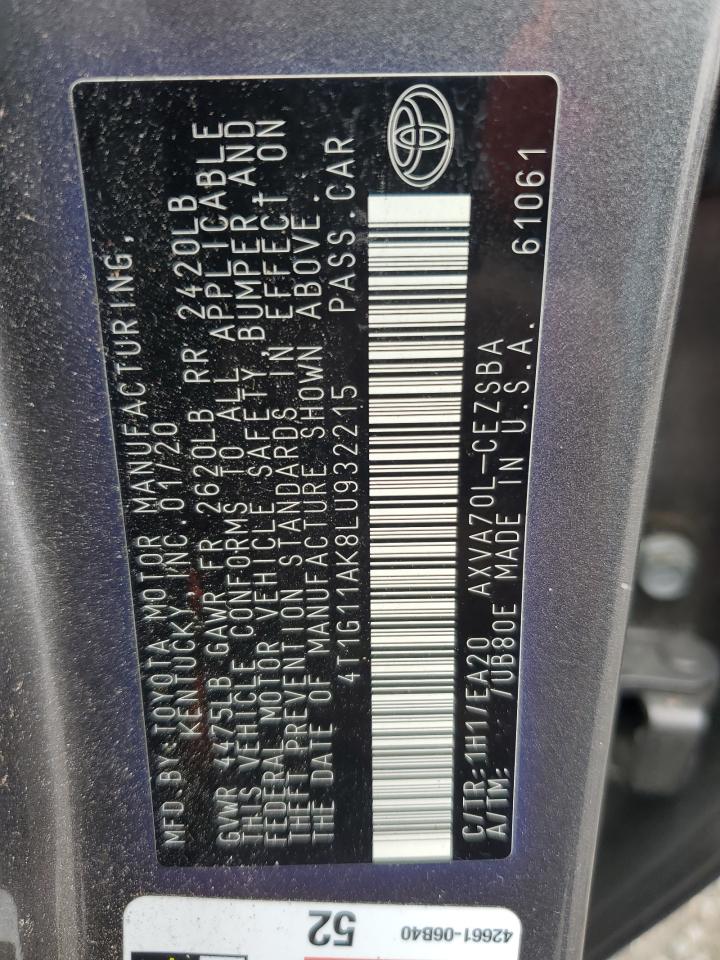 MFD.BY:TOYOTA MOTOR MANUFACTURING,
KENTUCKY, INC.01/20
GVWR 4475LB GAWR FR 2620LB RR 2420LB
THIS VEHICLE CONFORMS TO ALL APPLICABLE
FEDERAL MOTOR VEHICLE SAFETY, BUMPER, AND
THEFT PREVENTION STANDARDS IN EFFECT ON
THE DATE OF MANUFACTURE SHOWN ABOVE.
4T1G11AK8LU932215 PASS.CAR
C/TR:1H1/EA20 AXVA70L-CEZSBA
A/TM: /UB80E MADE IN U.S.A. 61061
52
42661-06B40